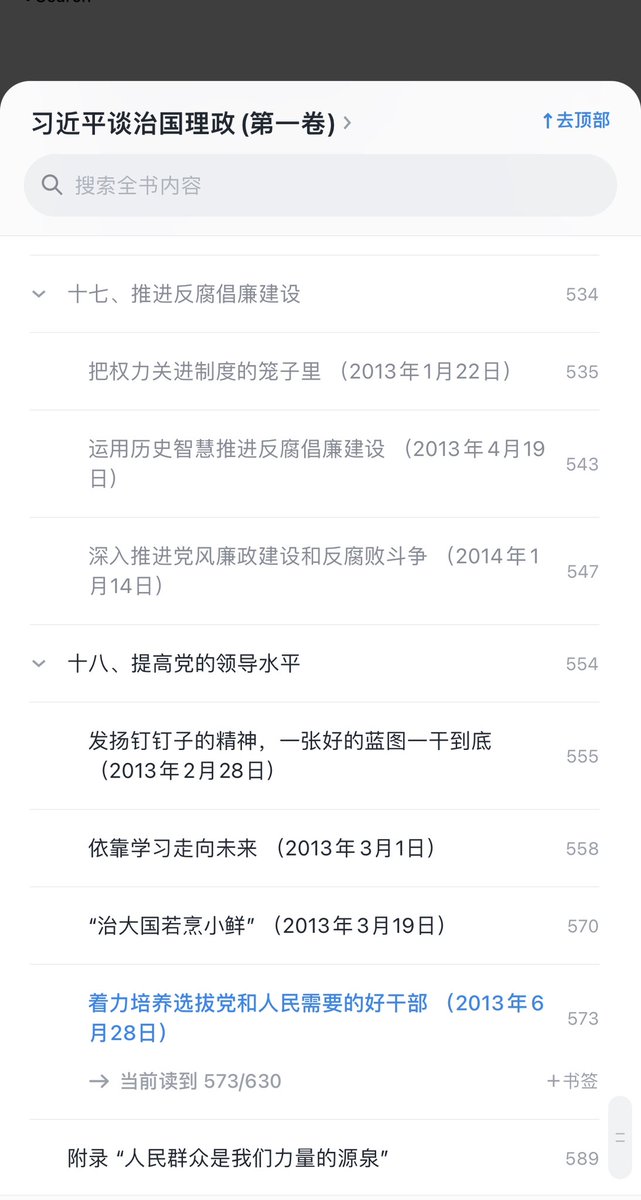 习近平谈治国理政 (第一卷) ›
↑去顶部
搜索全书内容
十七、推进反腐倡廉建设 534
把权力关进制度的笼子里 （2013年1月22日） 535
运用历史智慧推进反腐倡廉建设 （2013年4月19
日） 543
深入推进党风廉政建设和反腐败斗争 （2014年1
月14日） 547
十八、提高党的领导水平 554
发扬钉钉子的精神，一张好的蓝图一干到底
（2013年2月28日） 555
依靠学习走向未来 （2013年3月1日） 558
“治大国若烹小鲜” （2013年3月19日） 570
着力培养选拔党和人民需要的好干部 （2013年6
月28日） 573
→ 当前读到 573/630 +书签
附录 “人民群众是我们力量的源泉” 589